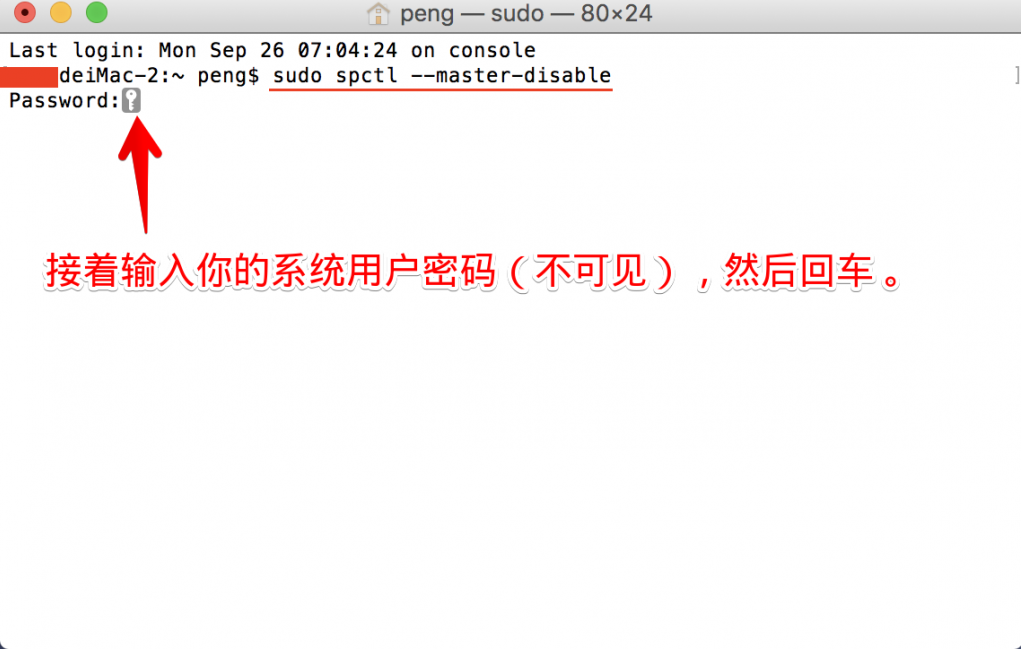 peng — sudo — 80×24
Last login: Mon Sep 26 07:04:24 on console
deiMac-2:~ peng$ sudo spctl --master-disable
Password:
接着输入你的系统用户密码（不可见），然后回车。